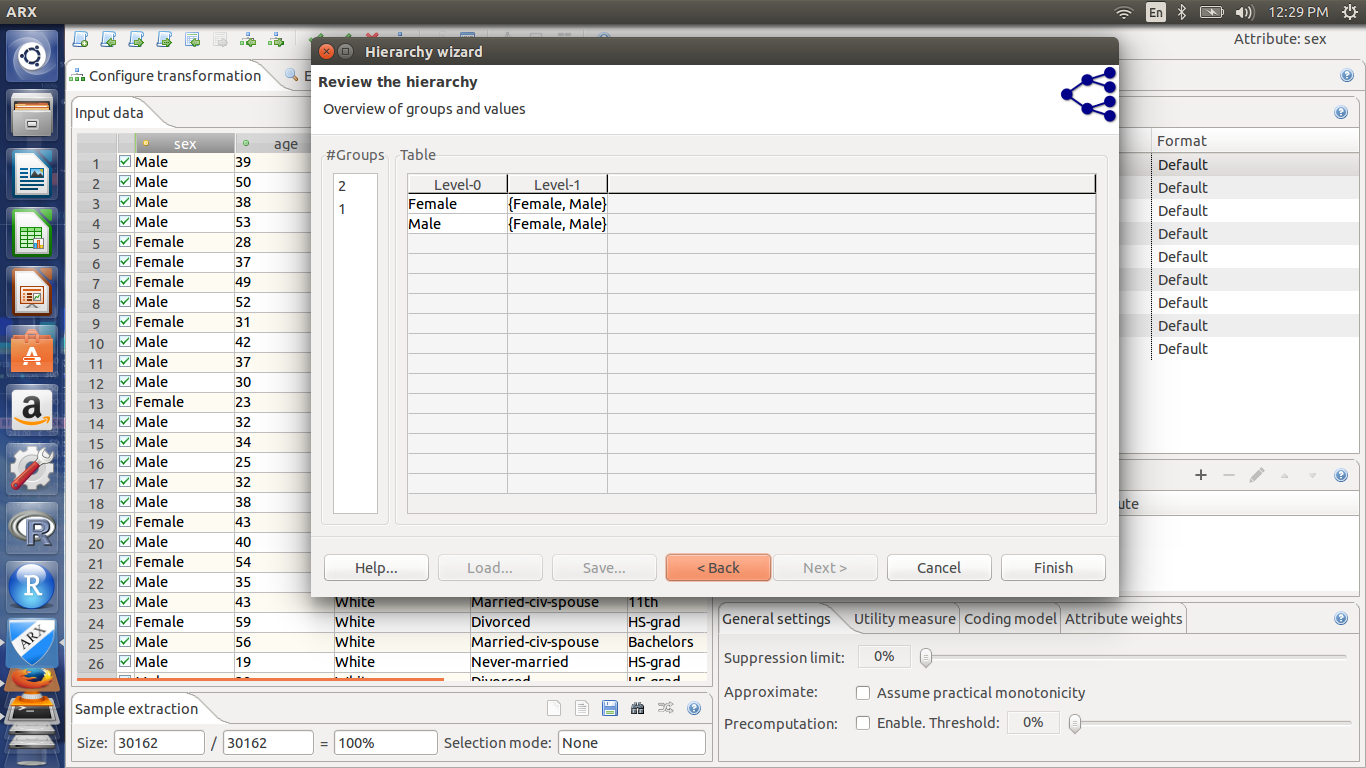 ARX
En
12:29 PM
Attribute: sex
Configure transformation
E
Input data
sex age
1 Male 39
2 Male 50
3 Male 38
4 Male 53
5 Female 28
6 Female 37
7 Female 49
8 Male 52
9 Female 31
10 Male 42
11 Male 37
12 Male 30
13 Female 23
14 Male 32
15 Male 34
16 Male 25
17 Male 32
18 Male 38
19 Female 43
20 Male 40
21 Female 54
22 Male 35
23 Male 43 White Married-civ-spouse 11th
24 Female 59 White Divorced HS-grad
25 Male 56 White Married-civ-spouse Bachelors
26 Male 19 White Never-married HS-grad
Hierarchy wizard
Review the hierarchy
Overview of groups and values
#Groups
2
1
Table
Level-0 Level-1
Female {Female, Male}
Male {Female, Male}
Help...
Load...
Save...
< Back
Next >
Cancel
Finish
Format
Default
Default
Default
Default
Default
Default
Default
Default
Default
ute
General settings
Utility measure
Coding model
Attribute weights
Suppression limit: 0%
Approximate: Assume practical monotonicity
Precomputation: Enable. Threshold: 0%
Sample extraction
Size: 30162 / 30162 = 100% Selection mode: None
a
R
R
ARX